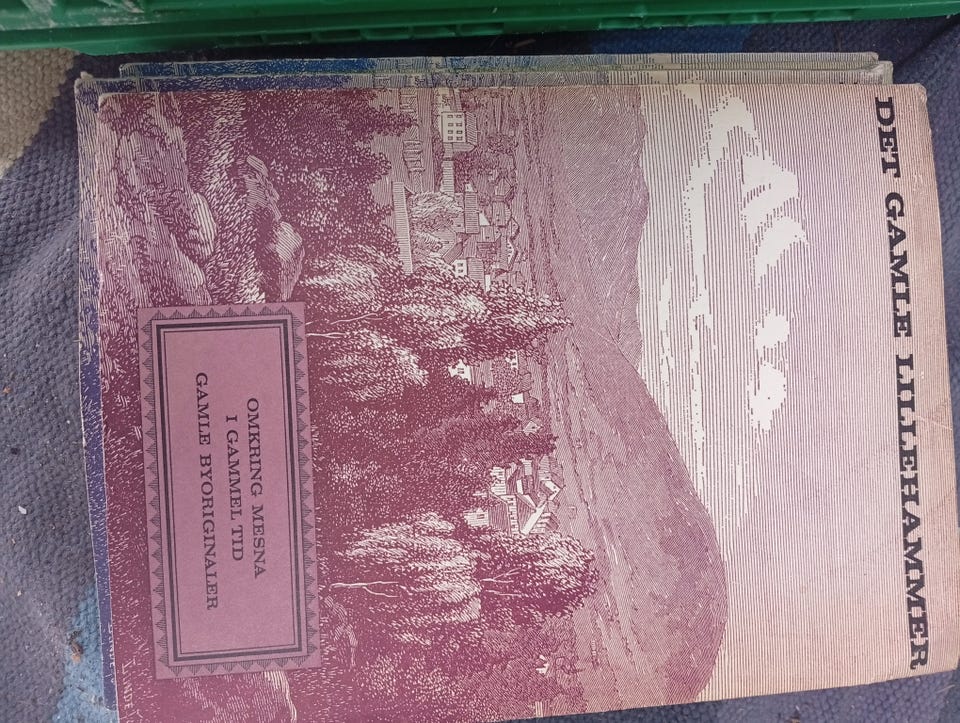 DET GAMLE LILLEHAMMER
OMKRING MESNA
I GAMMEL TID
GAMLE BYORIGINALER